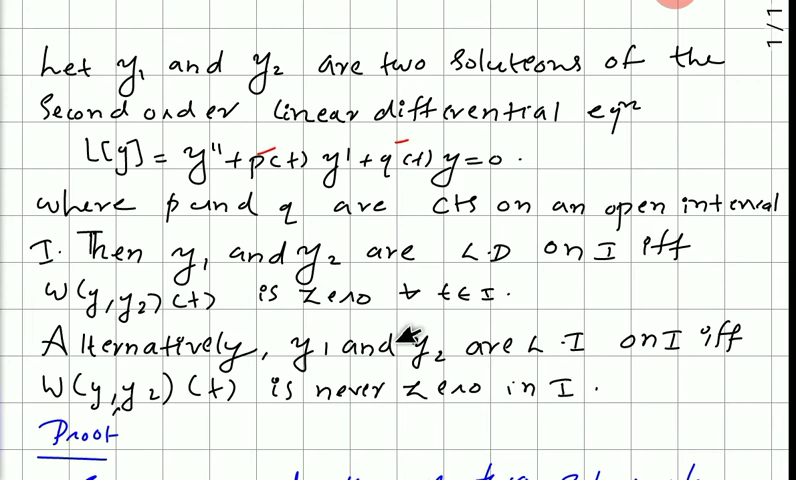 1/1
Let y₁ and y₂ are two solutions of the
Second order linear differential eqn
L[y] = y'' + p(t) y' + q(t) y = 0.
where p and q are cts on an open interval
I. Then y₁ and y₂ are L.D on I iff
W(y₁, y₂)(t) is zero ∀ t ∈ I.
Alternatively, y₁ and y₂ are L.I on I iff
W(y₁, y₂)(t) is never zero in I.
Proof